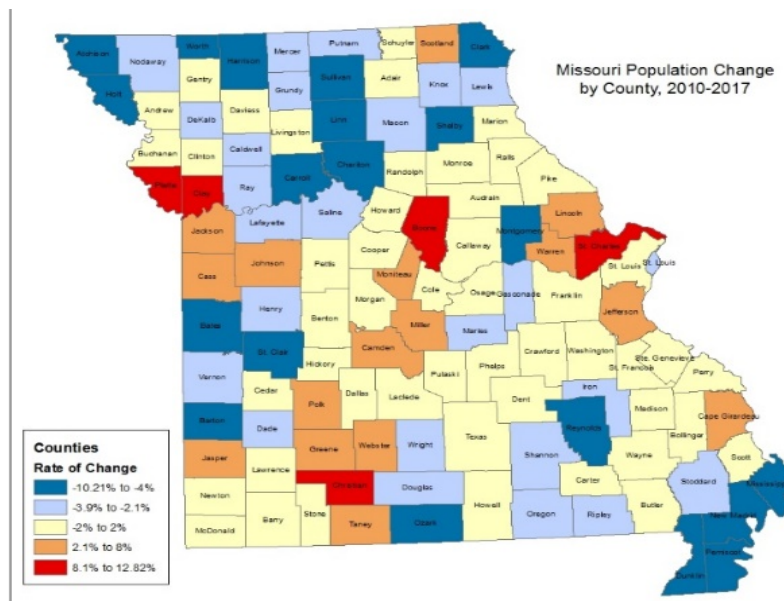 Missouri Population Change
by County, 2010-2017
Atchison
Nodaway
Worth
Harrison
Mercer
Putnam
Schuyler
Scotland
Clark
Holt
Gentry
Sullivan
Adair
Knox
Lewis
Grundy
Andrew
DeKalb
Daviess
Livingston
Linn
Macon
Shelby
Marion
Buchanan
Clinton
Caldwell
Chariton
Randolph
Monroe
Ralls
Pike
Platte
Clay
Ray
Carroll
Audrain
Jackson
Lafayette
Saline
Howard
Boone
Callaway
Montgomery
Lincoln
Warren
St. Charles
St. Louis
St. Louis
Cass
Johnson
Pettis
Cooper
Moniteau
Cole
Osage
Gasconade
Franklin
Jefferson
Bates
Henry
Benton
Morgan
Miller
Maries
Camden
St. Clair
Hickory
Pulaski
Phelps
Crawford
Washington
Ste. Genevieve
St. Francois
Perry
Vernon
Cedar
Polk
Dallas
Laclede
Dent
Iron
Madison
Cape Girardeau
Barton
Dade
Greene
Webster
Wright
Texas
Shannon
Reynolds
Wayne
Bollinger
Scott
Jasper
Lawrence
Christian
Douglas
Carter
Stoddard
Mississippi
Newton
McDonald
Barry
Stone
Taney
Ozark
Howell
Oregon
Ripley
Butler
New Madrid
Pemiscot
Dunklin
Counties
Rate of Change
-10.21% to -4%
-3.9% to -2.1%
-2% to 2%
2.1% to 8%
8.1% to 12.82%